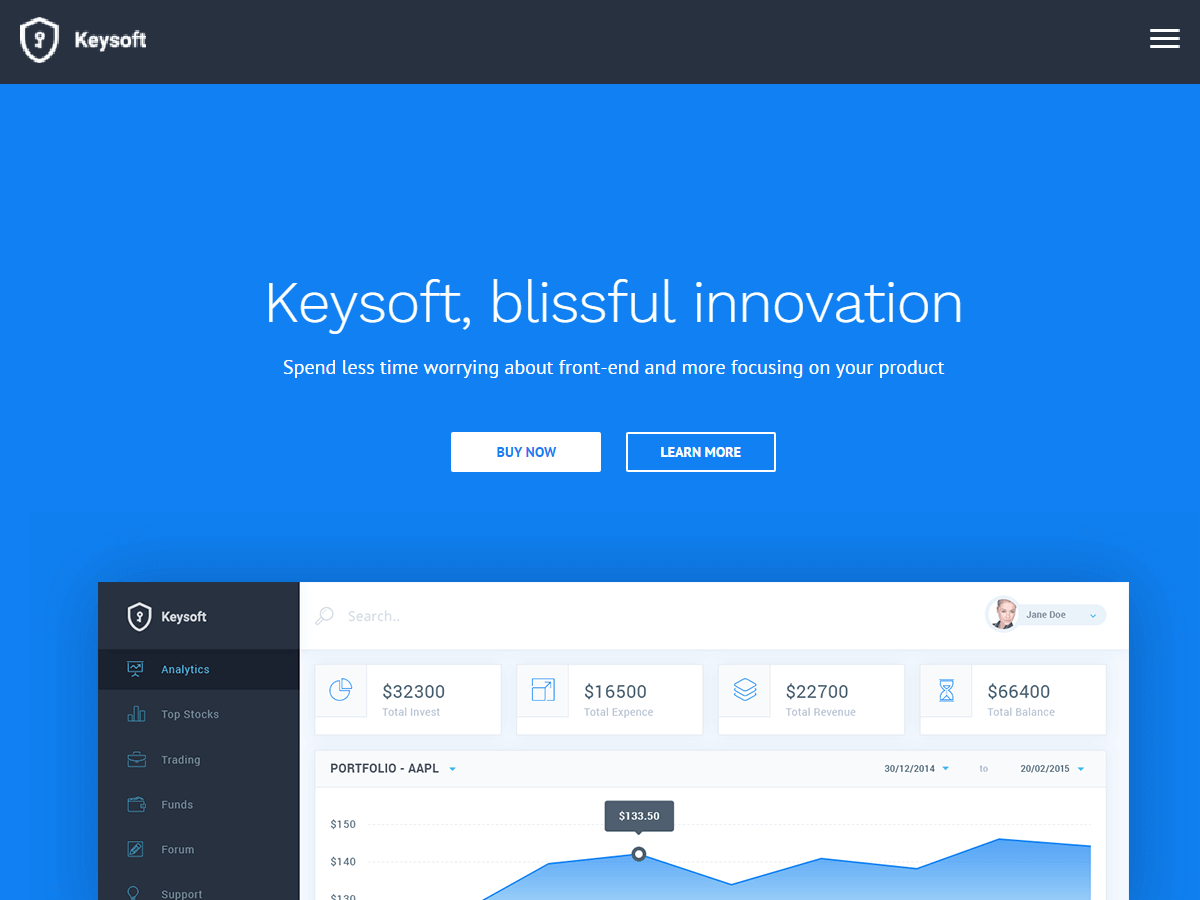 Keysoft
Keysoft, blissful innovation
Spend less time worrying about front-end and more focusing on your product
BUY NOW
LEARN MORE
Keysoft
Search..
Jane Doe
Analytics
Top Stocks
Trading
Funds
Forum
Support
$32300
Total Invest
$16500
Total Expence
$22700
Total Revenue
$66400
Total Balance
PORTFOLIO - AAPL
30/12/2014
to
20/02/2015
$150
$133.50
$140
$130